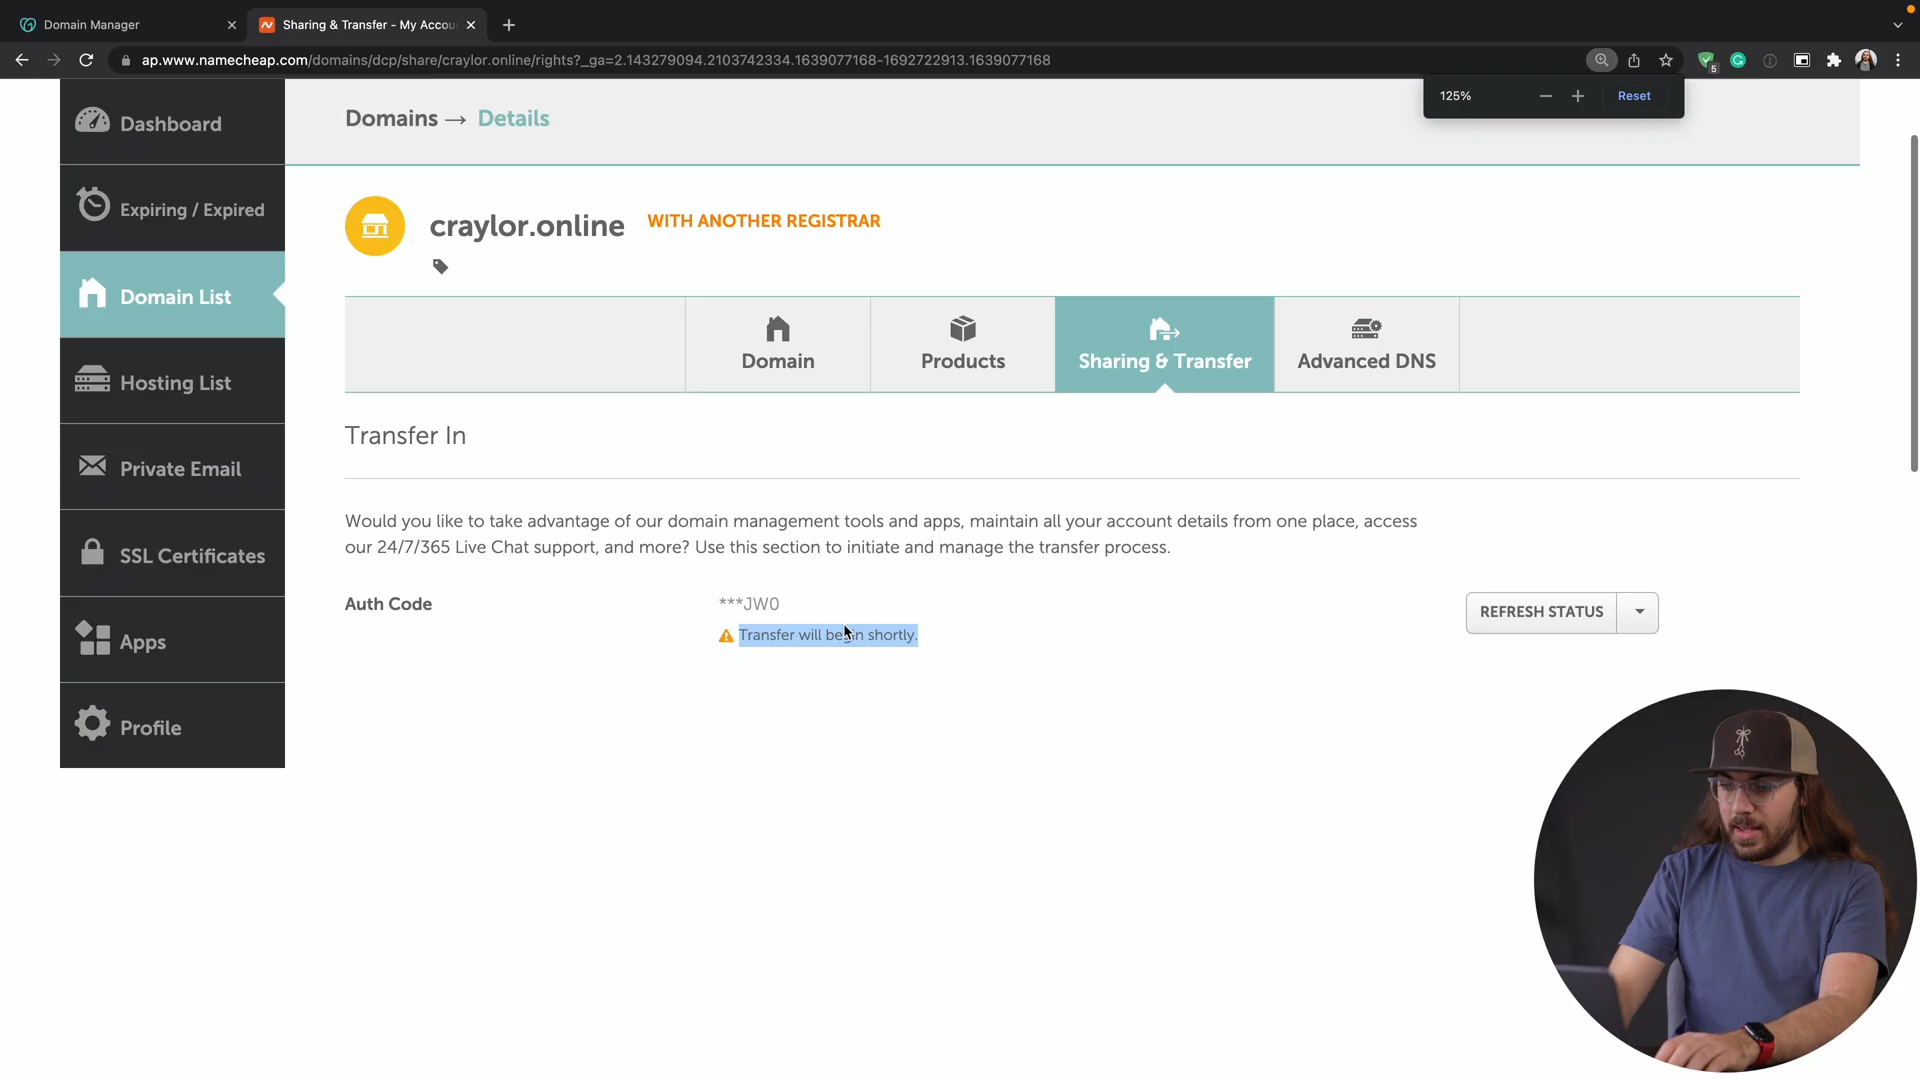 Domain Manager
Sharing & Transfer - My Accou
ap.www.namecheap.com/domains/dcp/share/craylor.online/rights?_ga=2.143279094.2103742334.1639077168-1692722913.1639077168
5
125%
Reset
Dashboard
Expiring / Expired
Domain List
Hosting List
Private Email
SSL Certificates
Apps
Profile
Domains → Details
craylor.online
WITH ANOTHER REGISTRAR
Domain
Products
Sharing & Transfer
Advanced DNS
Transfer In
Would you like to take advantage of our domain management tools and apps, maintain all your account details from one place, access
our 24/7/365 Live Chat support, and more? Use this section to initiate and manage the transfer process.
Auth Code
***JW0
Transfer will begin shortly.
REFRESH STATUS